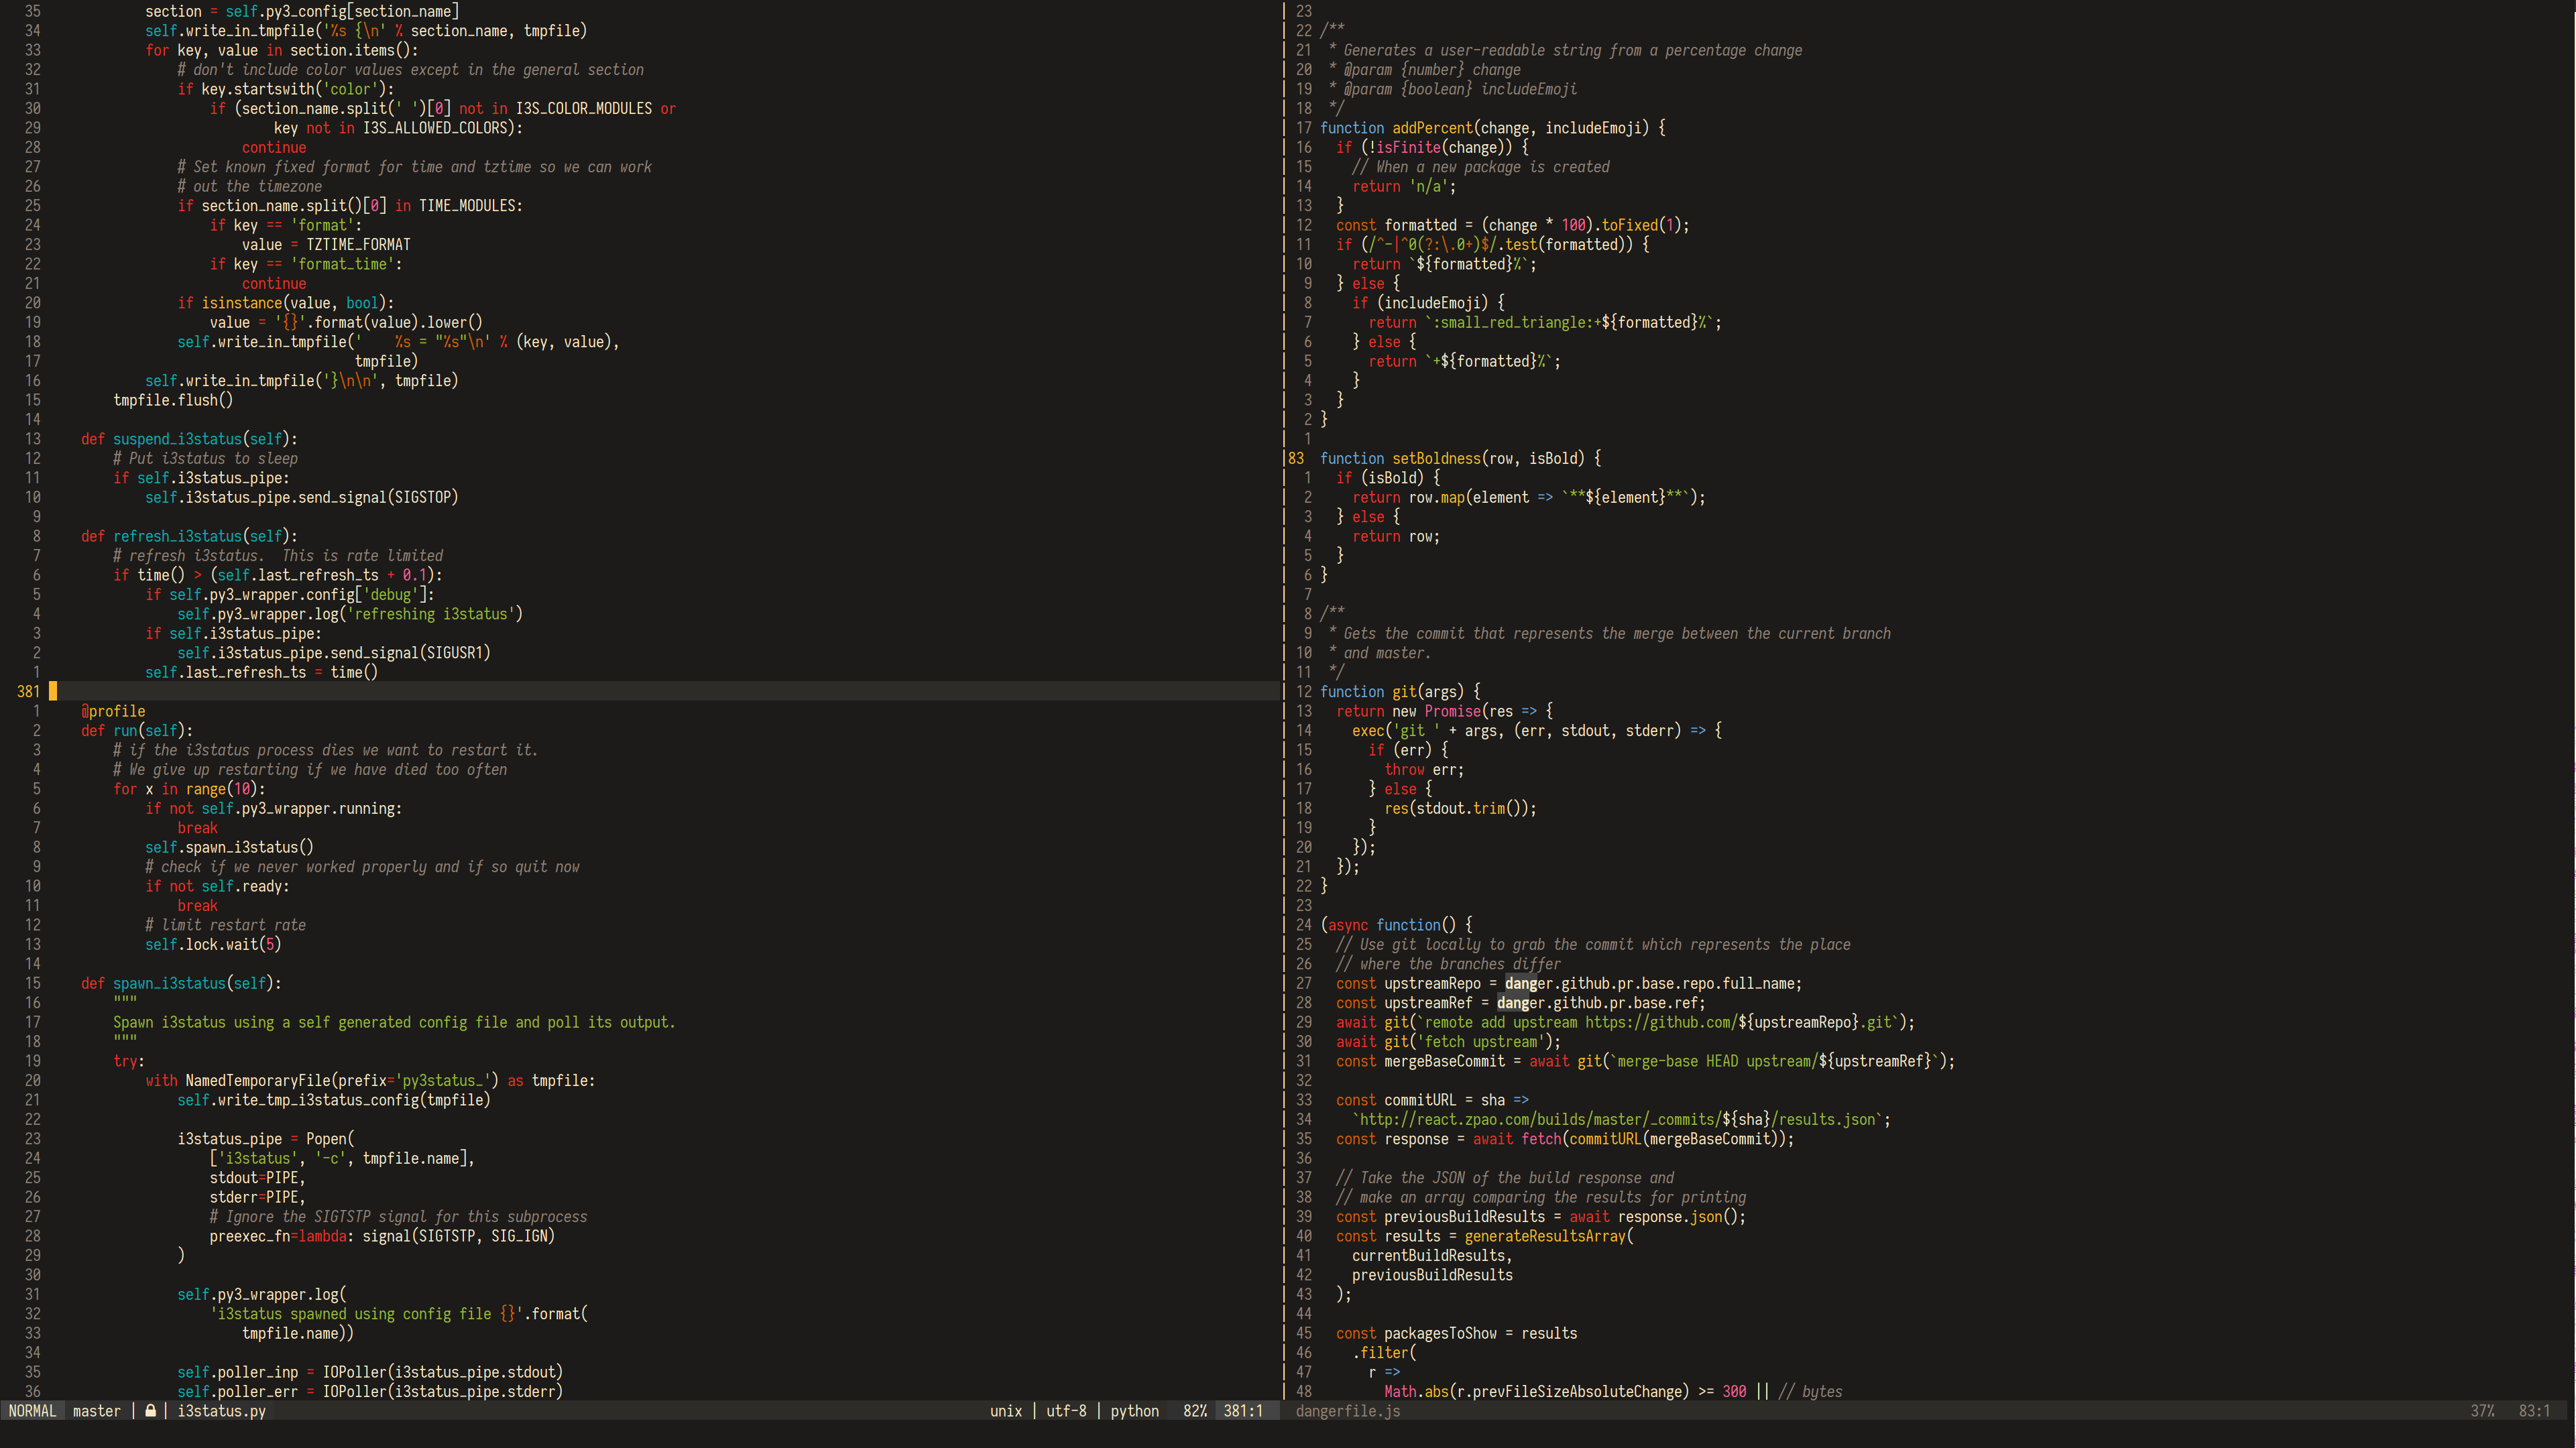 35             section = self.py3_config[section_name]
34             self.write_in_tmpfile('%s {\n' % section_name, tmpfile)
33             for key, value in section.items():
32                 # don't include color values except in the general section
31                 if key.startswith('color'):
30                     if (section_name.split(' ')[0] not in I3S_COLOR_MODULES or
29                             key not in I3S_ALLOWED_COLORS):
28                         continue
27                 # Set known fixed format for time and tztime so we can work
26                 # out the timezone
25                 if section_name.split()[0] in TIME_MODULES:
24                     if key == 'format':
23                         value = TZTIME_FORMAT
22                     if key == 'format_time':
21                         continue
20                 if isinstance(value, bool):
19                     value = '{}'.format(value).lower()
18                 self.write_in_tmpfile('    %s = "%s"\n' % (key, value),
17                                       tmpfile)
16             self.write_in_tmpfile('}\n\n', tmpfile)
15         tmpfile.flush()
14
13     def suspend_i3status(self):
12         # Put i3status to sleep
11         if self.i3status_pipe:
10             self.i3status_pipe.send_signal(SIGSTOP)
9
8     def refresh_i3status(self):
7         # refresh i3status.  This is rate limited
6         if time() > (self.last_refresh_ts + 0.1):
5             if self.py3_wrapper.config['debug']:
4                 self.py3_wrapper.log('refreshing i3status')
3             if self.i3status_pipe:
2                 self.i3status_pipe.send_signal(SIGUSR1)
1             self.last_refresh_ts = time()
381
1     @profile
2     def run(self):
3         # if the i3status process dies we want to restart it.
4         # We give up restarting if we have died too often
5         for x in range(10):
6             if not self.py3_wrapper.running:
7                 break
8             self.spawn_i3status()
9             # check if we never worked properly and if so quit now
10             if not self.ready:
11                 break
12             # limit restart rate
13             self.lock.wait(5)
14
15     def spawn_i3status(self):
16         """
17         Spawn i3status using a self generated config file and poll its output.
18         """
19         try:
20             with NamedTemporaryFile(prefix='py3status_') as tmpfile:
21                 self.write_tmp_i3status_config(tmpfile)
22
23                 i3status_pipe = Popen(
24                     ['i3status', '-c', tmpfile.name],
25                     stdout=PIPE,
26                     stderr=PIPE,
27                     # Ignore the SIGTSTP signal for this subprocess
28                     preexec_fn=lambda: signal(SIGTSTP, SIG_IGN)
29                 )
30
31                 self.py3_wrapper.log(
32                     'i3status spawned using config file {}'.format(
33                         tmpfile.name))
34
35                 self.poller_inp = IOPoller(i3status_pipe.stdout)
36                 self.poller_err = IOPoller(i3status_pipe.stderr)
NORMAL  master | | i3status.py    unix | utf-8 | python   82%  381:1
23
22 /**
21  * Generates a user-readable string from a percentage change
20  * @param {number} change
19  * @param {boolean} includeEmoji
18  */
17 function addPercent(change, includeEmoji) {
16   if (!isFinite(change)) {
15     // When a new package is created
14     return 'n/a';
13   }
12   const formatted = (change * 100).toFixed(1);
11   if (/^-|^0(?:\.0+)$/.test(formatted)) {
10     return `${formatted}%`;
9   } else {
8     if (includeEmoji) {
7       return `:small_red_triangle:+${formatted}%`;
6     } else {
5       return `+${formatted}%`;
4     }
3   }
2 }
1
83 function setBoldness(row, isBold) {
1   if (isBold) {
2     return row.map(element => `**${element}**`);
3   } else {
4     return row;
5   }
6 }
7
8 /**
9  * Gets the commit that represents the merge between the current branch
10  * and master.
11  */
12 function git(args) {
13   return new Promise(res => {
14     exec('git ' + args, (err, stdout, stderr) => {
15       if (err) {
16         throw err;
17       } else {
18         res(stdout.trim());
19       }
20     });
21   });
22 }
23
24 (async function() {
25   // Use git locally to grab the commit which represents the place
26   // where the branches differ
27   const upstreamRepo = danger.github.pr.base.repo.full_name;
28   const upstreamRef = danger.github.pr.base.ref;
29   await git(`remote add upstream https://github.com/${upstreamRepo}.git`);
30   await git('fetch upstream');
31   const mergeBaseCommit = await git(`merge-base HEAD upstream/${upstreamRef}`);
32
33   const commitURL = sha =>
34     `http://react.zpao.com/builds/master/_commits/${sha}/results.json`;
35   const response = await fetch(commitURL(mergeBaseCommit));
36
37   // Take the JSON of the build response and
38   // make an array comparing the results for printing
39   const previousBuildResults = await response.json();
40   const results = generateResultsArray(
41     currentBuildResults,
42     previousBuildResults
43   );
44
45   const packagesToShow = results
46     .filter(
47       r =>
48         Math.abs(r.prevFileSizeAbsoluteChange) >= 300 || // bytes
dangerfile.js    37%   83:1